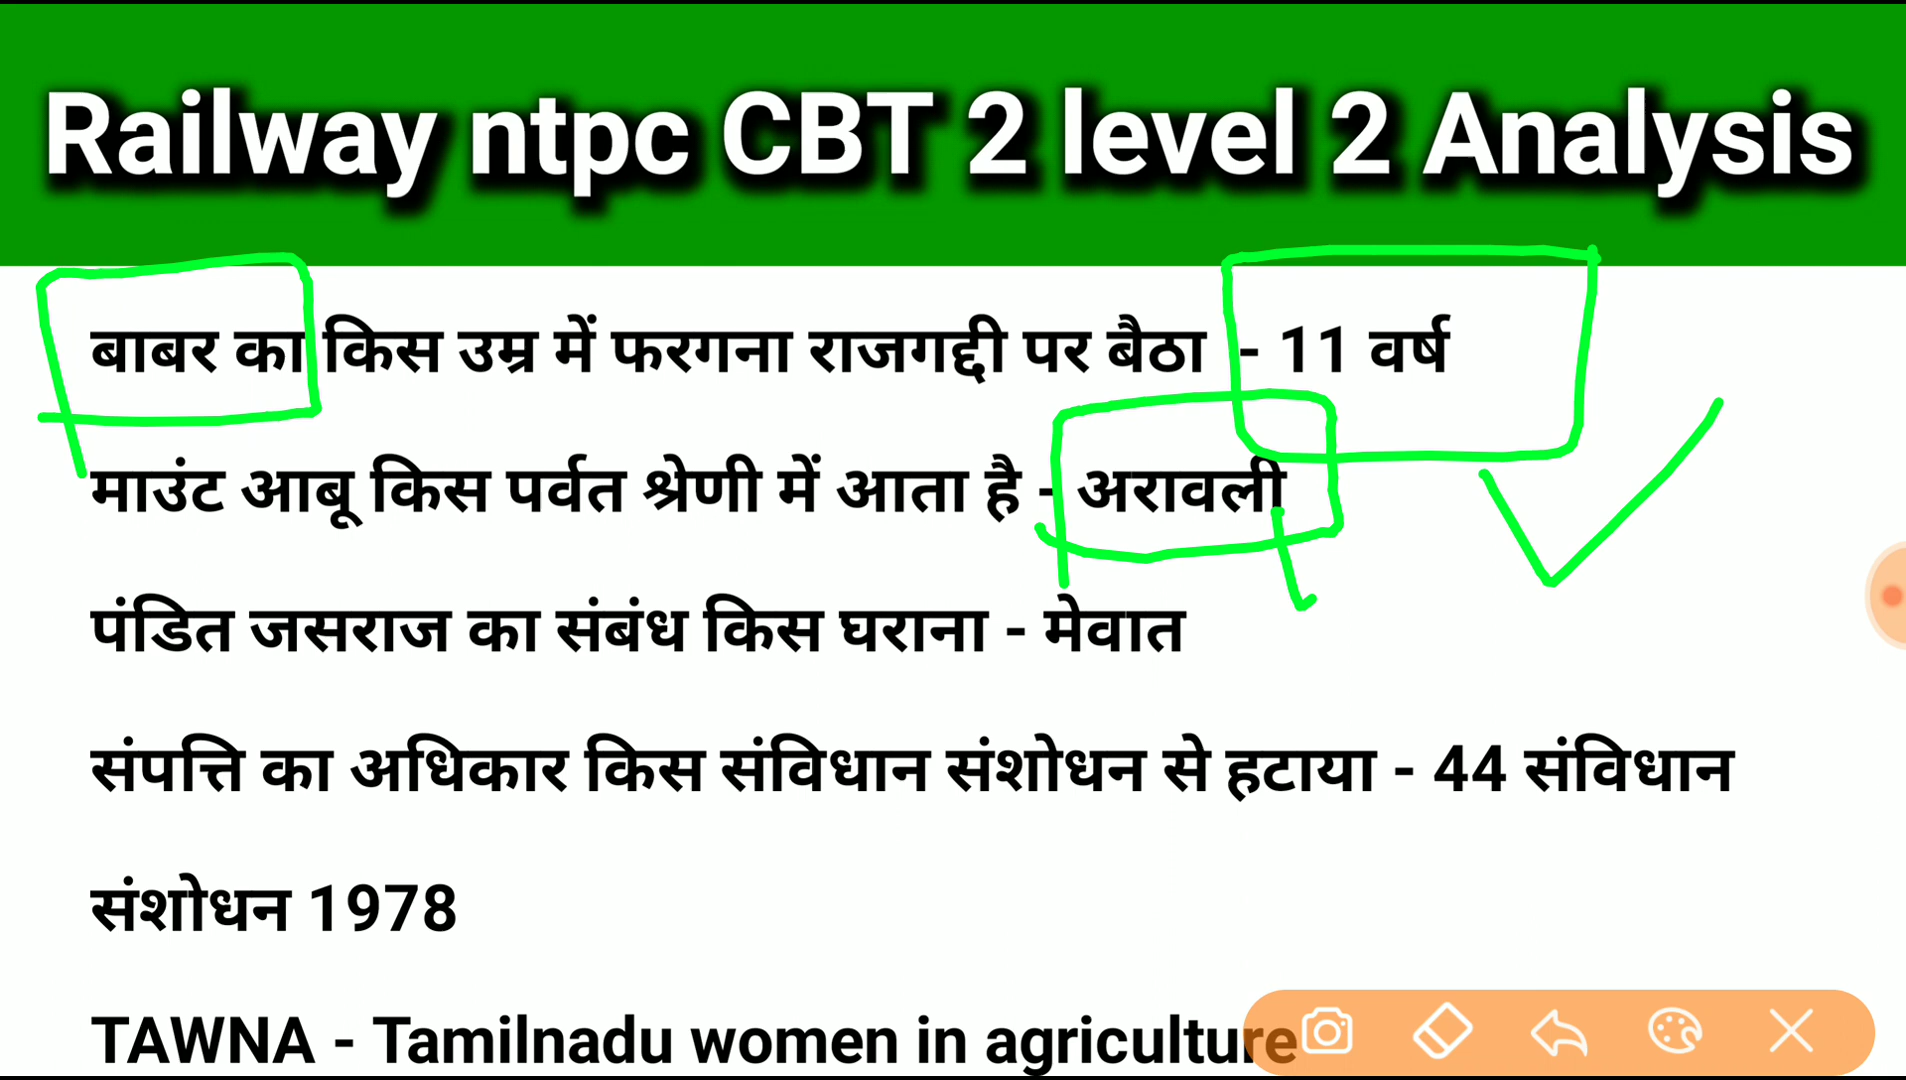 Railway ntpc CBT 2 level 2 Analysis
बाबर का किस उम्र में फरगना राजगद्दी पर बैठा - 11 वर्ष
माउंट आबू किस पर्वत श्रेणी में आता है - अरावली
पंडित जसराज का संबंध किस घराना - मेवात
संपत्ति का अधिकार किस संविधान संशोधन से हटाया - 44 संविधान
संशोधन 1978
TAWNA - Tamilnadu women in agriculture